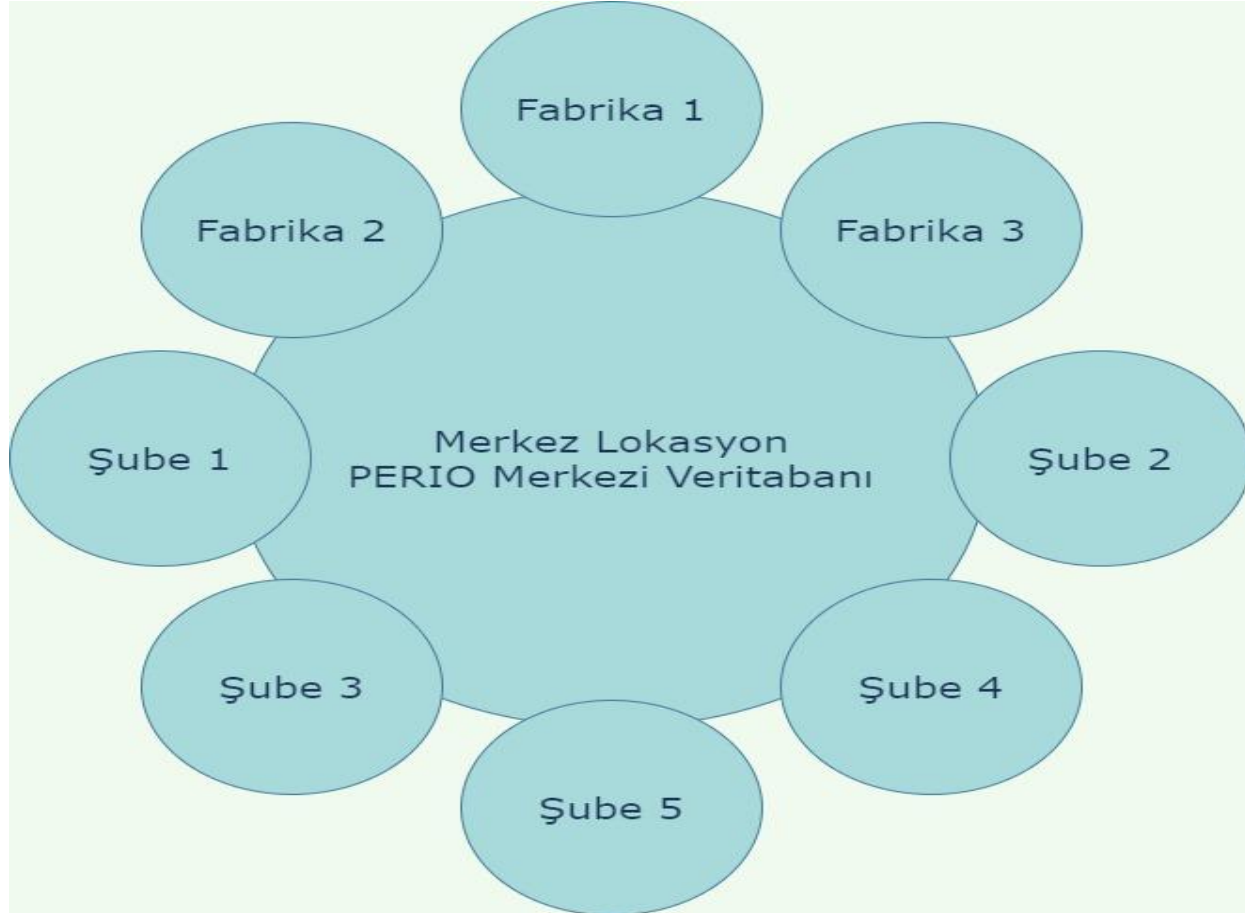 Fabrika 1
Fabrika 2
Fabrika 3
Şube 1
Merkez Lokasyon
PERIO Merkezi Veritabanı
Şube 2
Şube 3
Şube 4
Şube 5